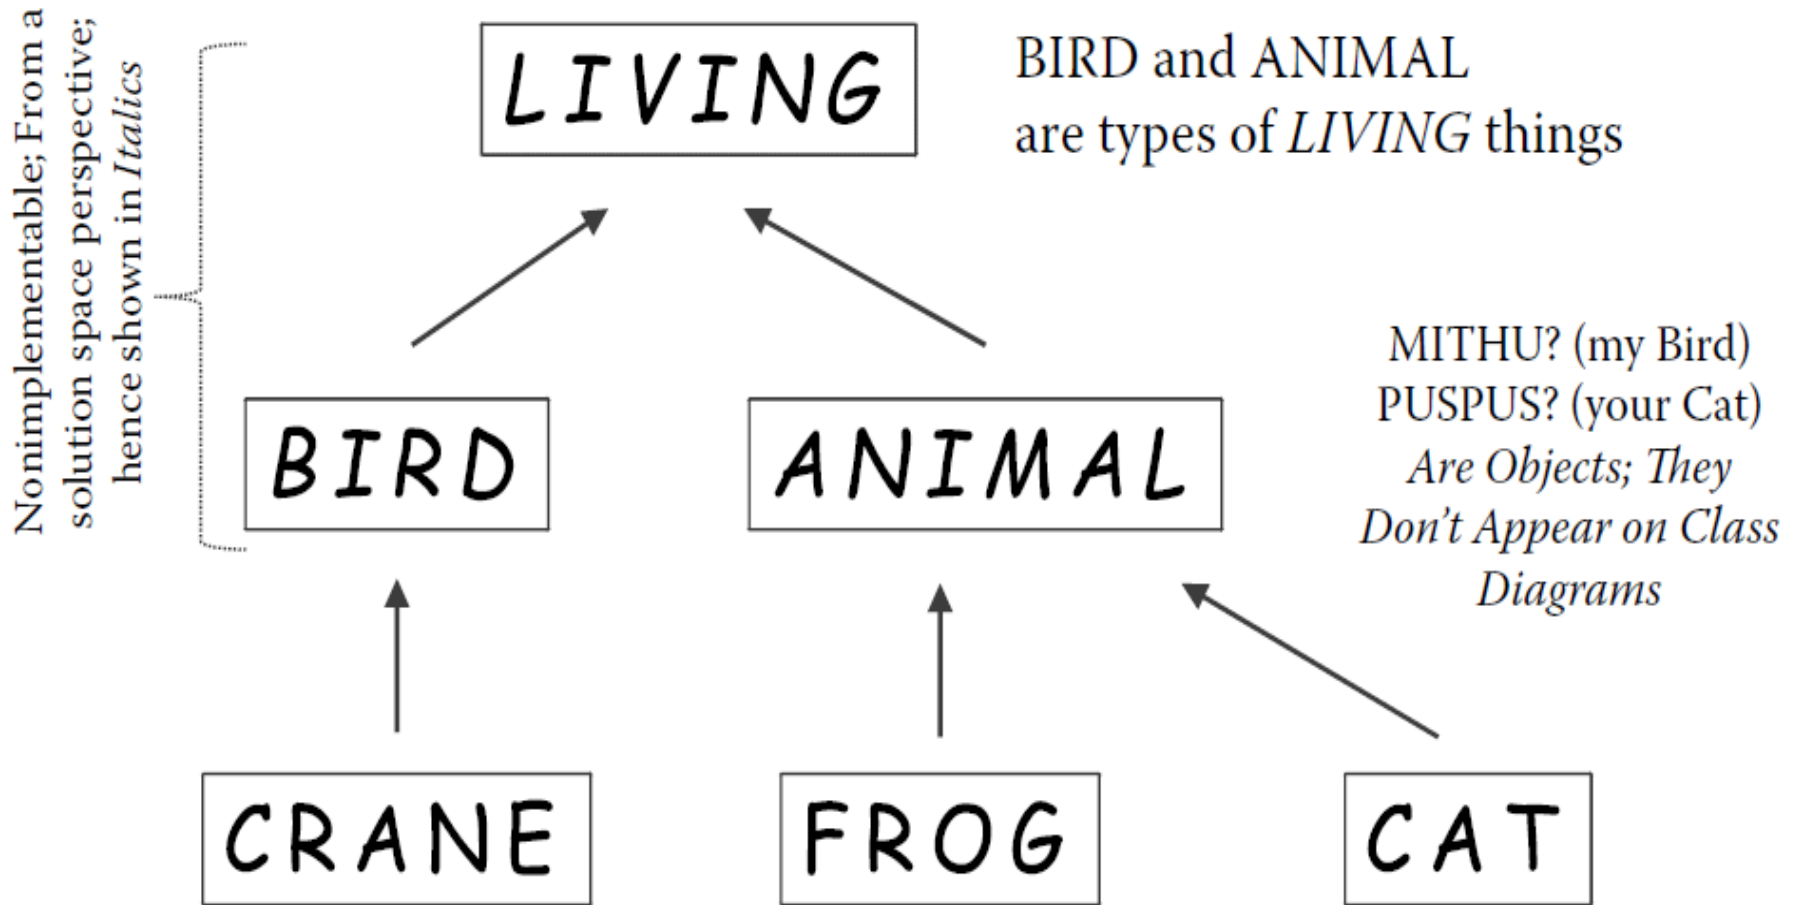 Nonimplementable; From a
solution space perspective;
hence shown in Italics
LIVING
BIRD and ANIMAL
are types of LIVING things
BIRD
ANIMAL
MITHU? (my Bird)
PUSPUS? (your Cat)
Are Objects; They
Don't Appear on Class
Diagrams
CRANE
FROG
CAT